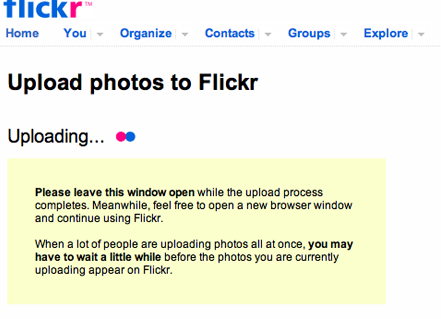 flickr™
Home You Organize Contacts Groups Explore
Upload photos to Flickr
Uploading...
Please leave this window open while the upload process
completes. Meanwhile, feel free to open a new browser window
and continue using Flickr.
When a lot of people are uploading photos all at once, you may
have to wait a little while before the photos you are currently
uploading appear on Flickr.